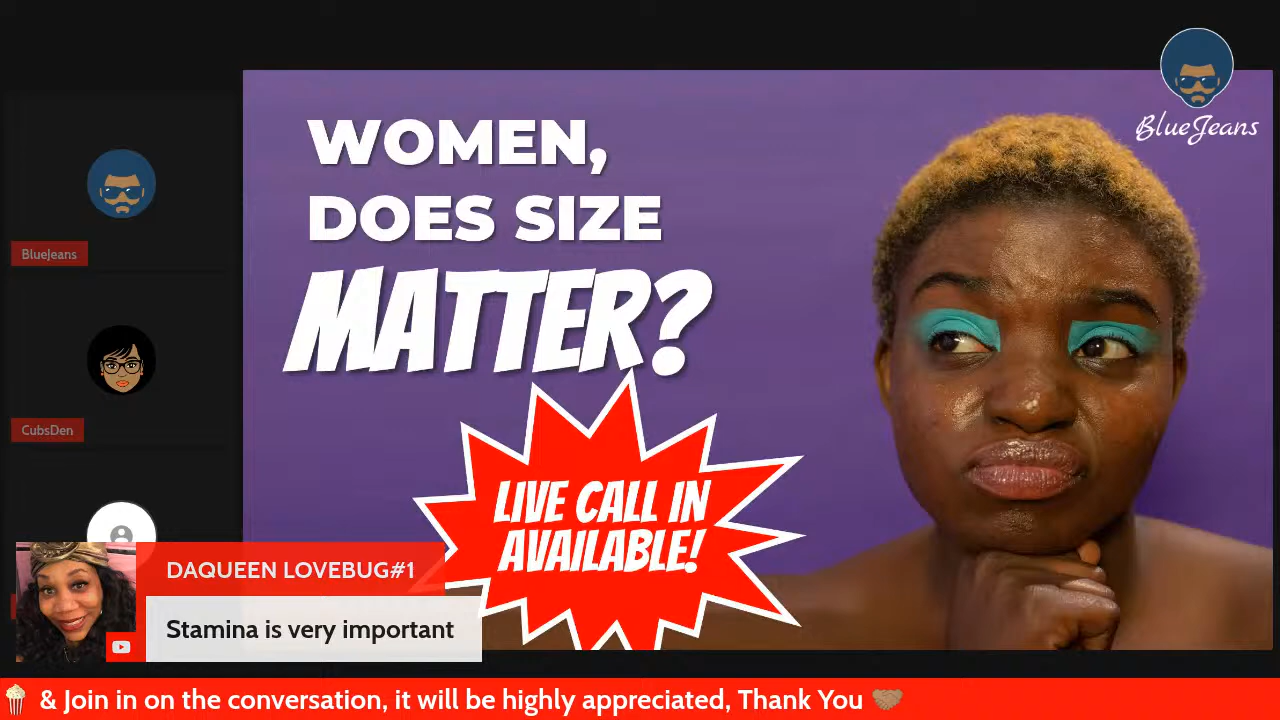 BlueJeans
WOMEN,
DOES SIZE
MATTER?
LIVE CALL IN
AVAILABLE!
BlueJeans
CubsDen
DAQUEEN LOVEBUG#1
Stamina is very important
& Join in on the conversation, it will be highly appreciated, Thank You